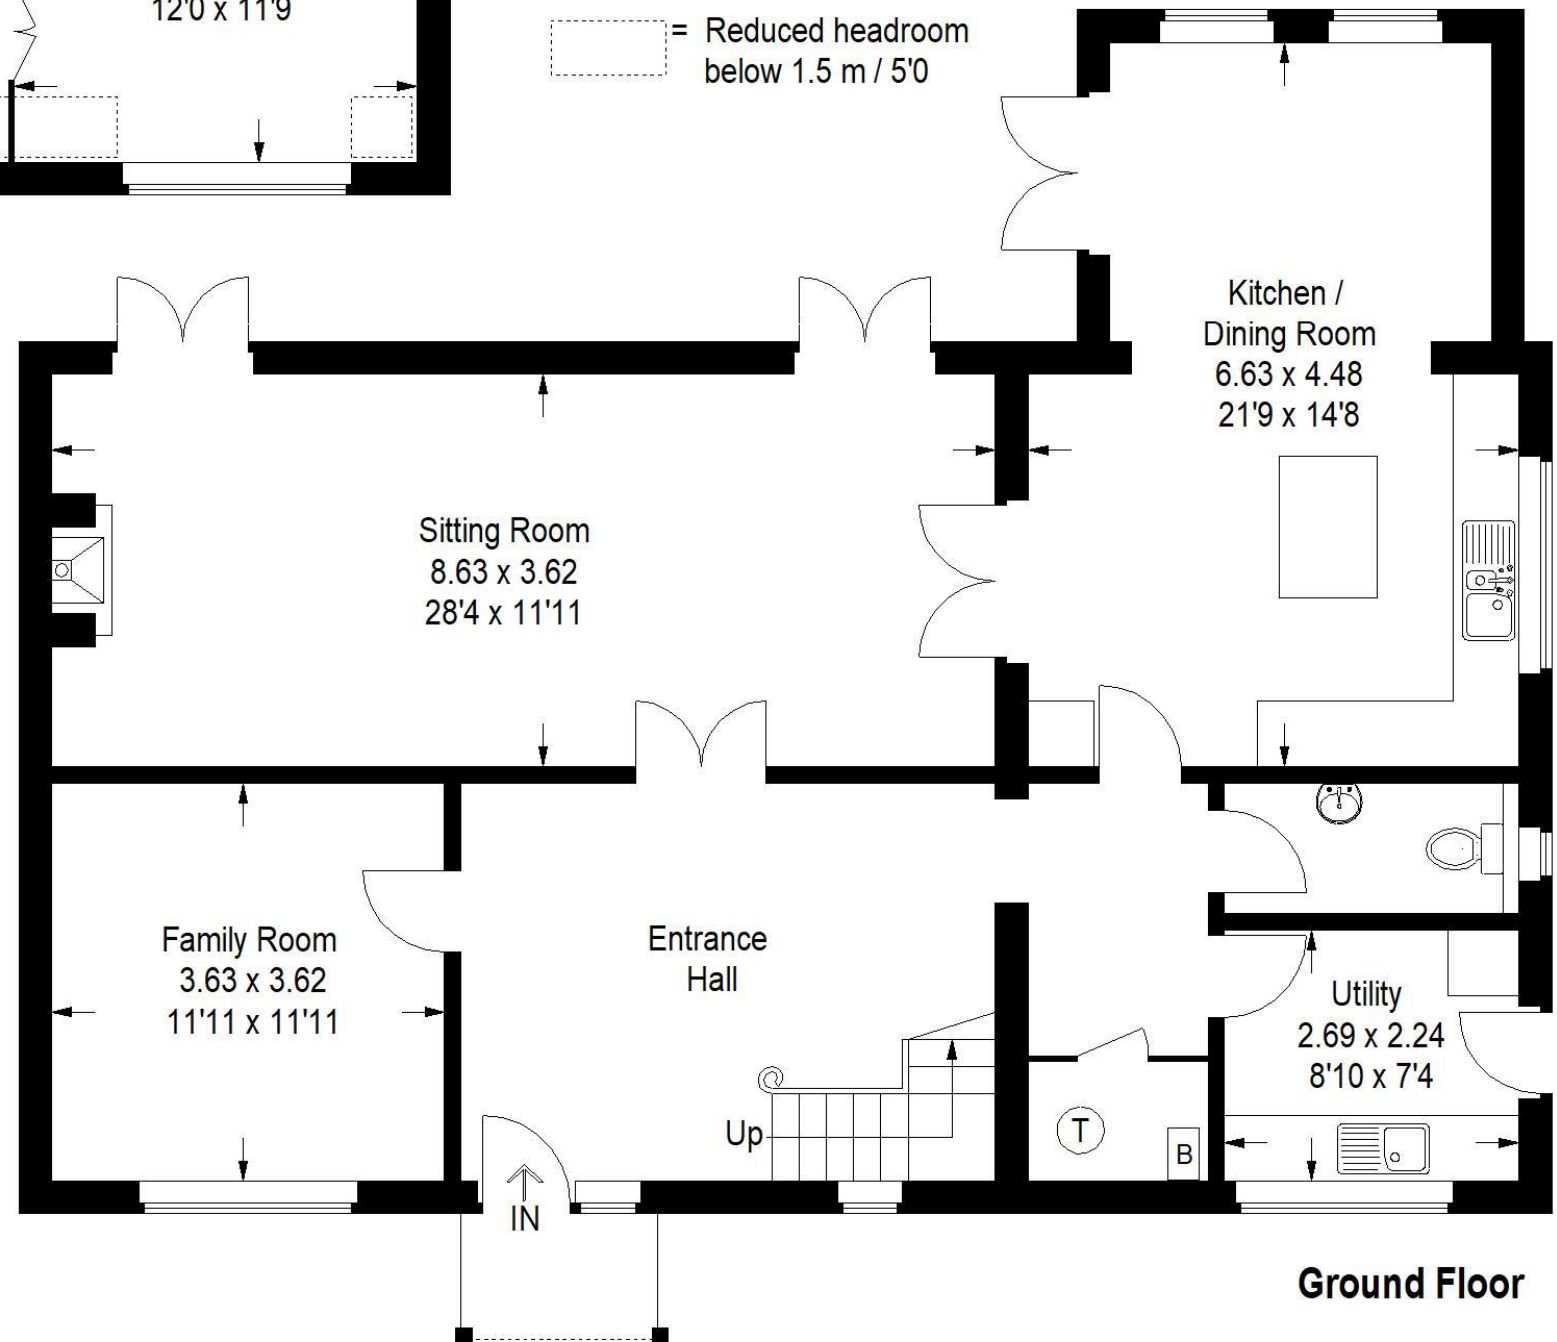 12'0 x 11'9
= Reduced headroom
below 1.5 m / 5'0
Kitchen /
Dining Room
6.63 x 4.48
21'9 x 14'8
Sitting Room
8.63 x 3.62
28'4 x 11'11
Family Room
3.63 x 3.62
11'11 x 11'11
Entrance
Hall
Utility
2.69 x 2.24
8'10 x 7'4
Up
T
B
IN
Ground Floor